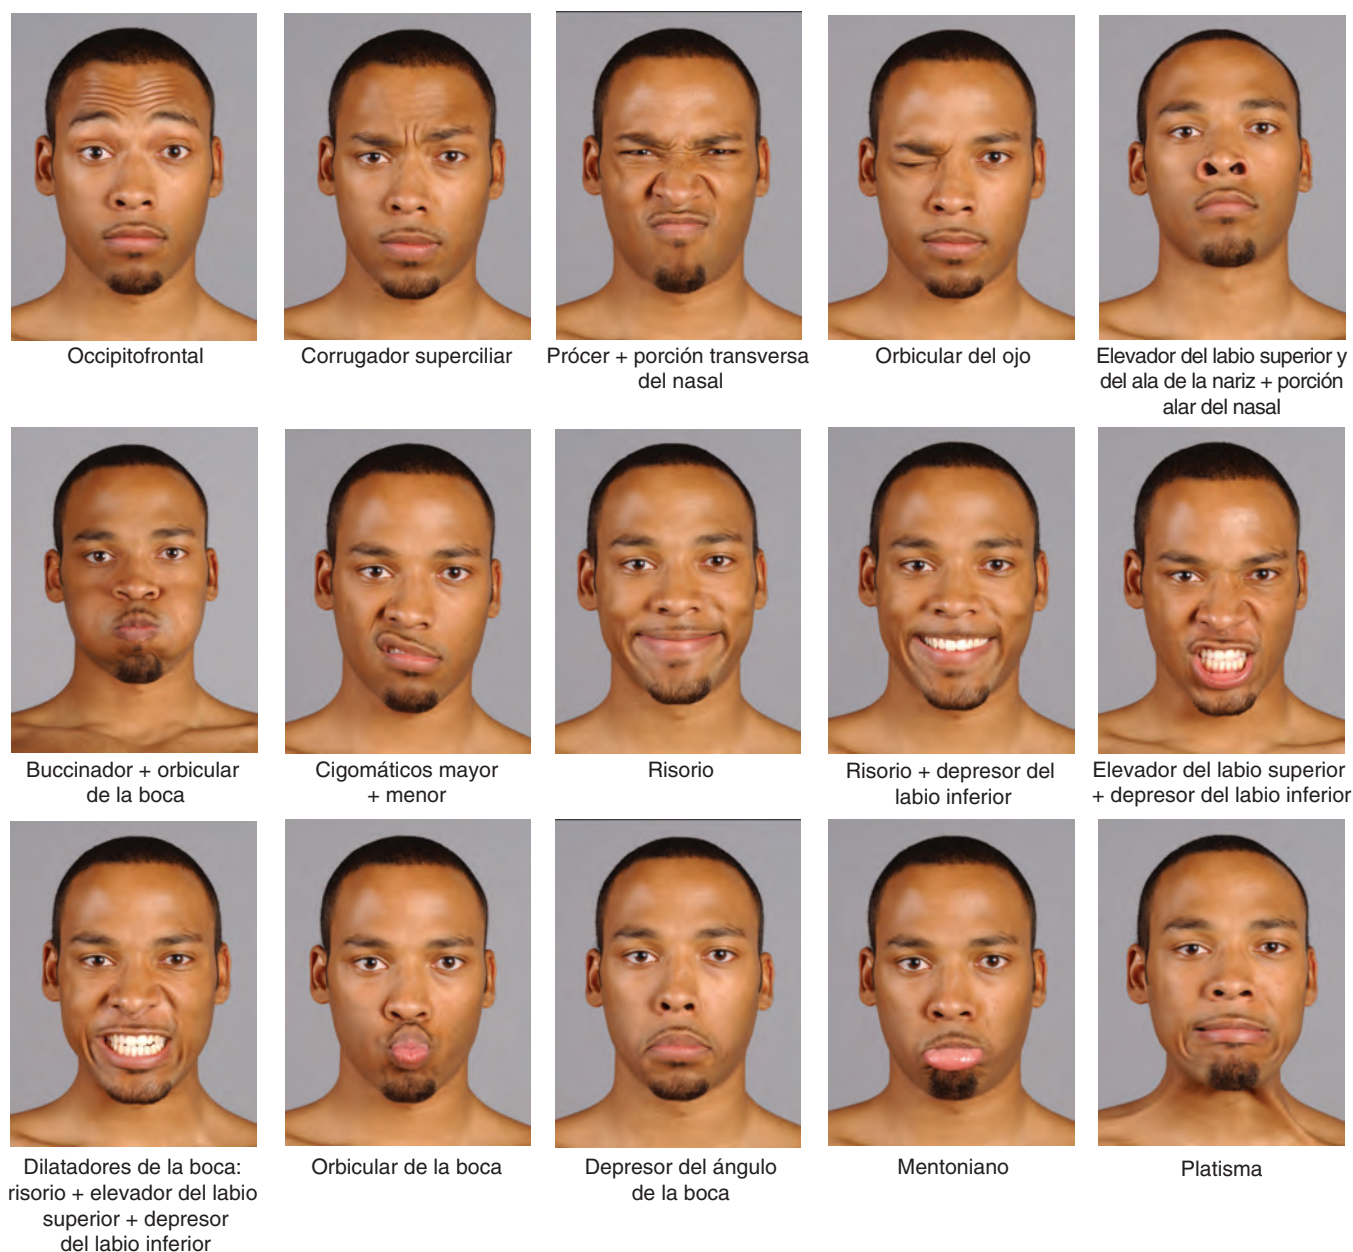 Occipitofrontal
Corrugador superciliar
Prócer + porción transversa
del nasal
Orbicular del ojo
Elevador del labio superior y
del ala de la nariz + porción
alar del nasal
Buccinador + orbicular
de la boca
Cigomáticos mayor
+ menor
Risorio
Risorio + depresor del
labio inferior
Elevador del labio superior
+ depresor del labio inferior
Dilatadores de la boca:
risorio + elevador del labio
superior + depresor
del labio inferior
Orbicular de la boca
Depresor del ángulo
de la boca
Mentoniano
Platisma